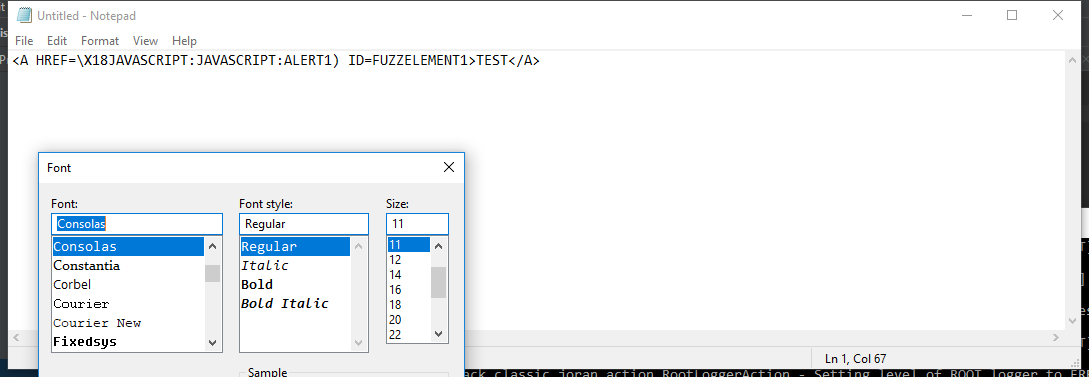 Untitled - Notepad
File Edit Format View Help
<A HREF=\X18JAVASCRIPT:JAVASCRIPT:ALERT1) ID=FUZZELEMENT1>TEST</A>
Font
Font: Font style: Size:
Consolas Regular 11
Consolas Regular 11
Constantia Italic 12
Corbel Bold 14
Courier Bold Italic 16
Courier New 18
Fixedsys 20
22
Ln 1, Col 67
Sample
ack.classic.joran.action.RootLoggerAction - Setting level of ROOT logger to ERR